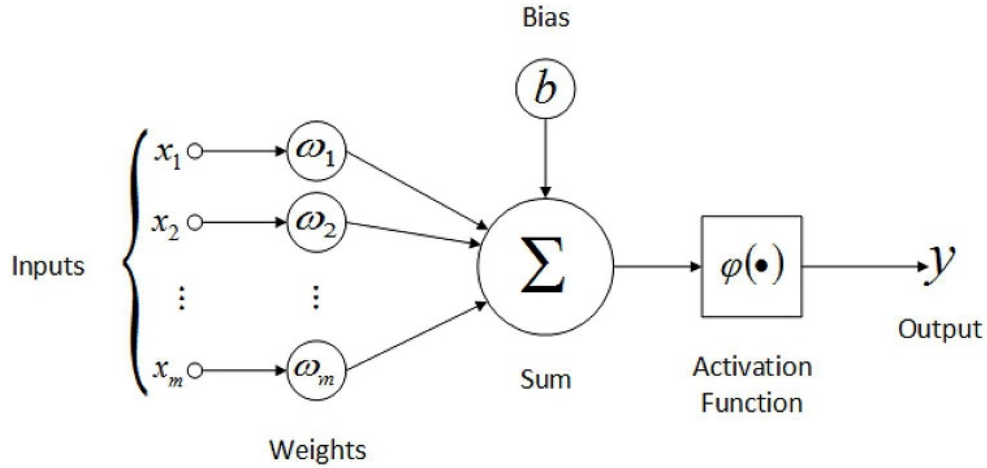 Bias
b
x₁ ω₁
x₂ ω₂
Inputs
⋮ ⋮
Σ
φ(•)
y
Output
xₘ ωₘ
Sum
Activation
Function
Weights